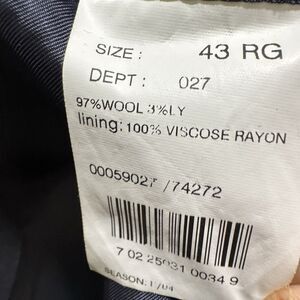 SIZE: 43 RG
DEPT: 027
97%WOOL 3%LY
lining: 100% VISCOSE RAYON
00059027 /74272
7 02 25031 0034 9
SEASON: 1 / 04